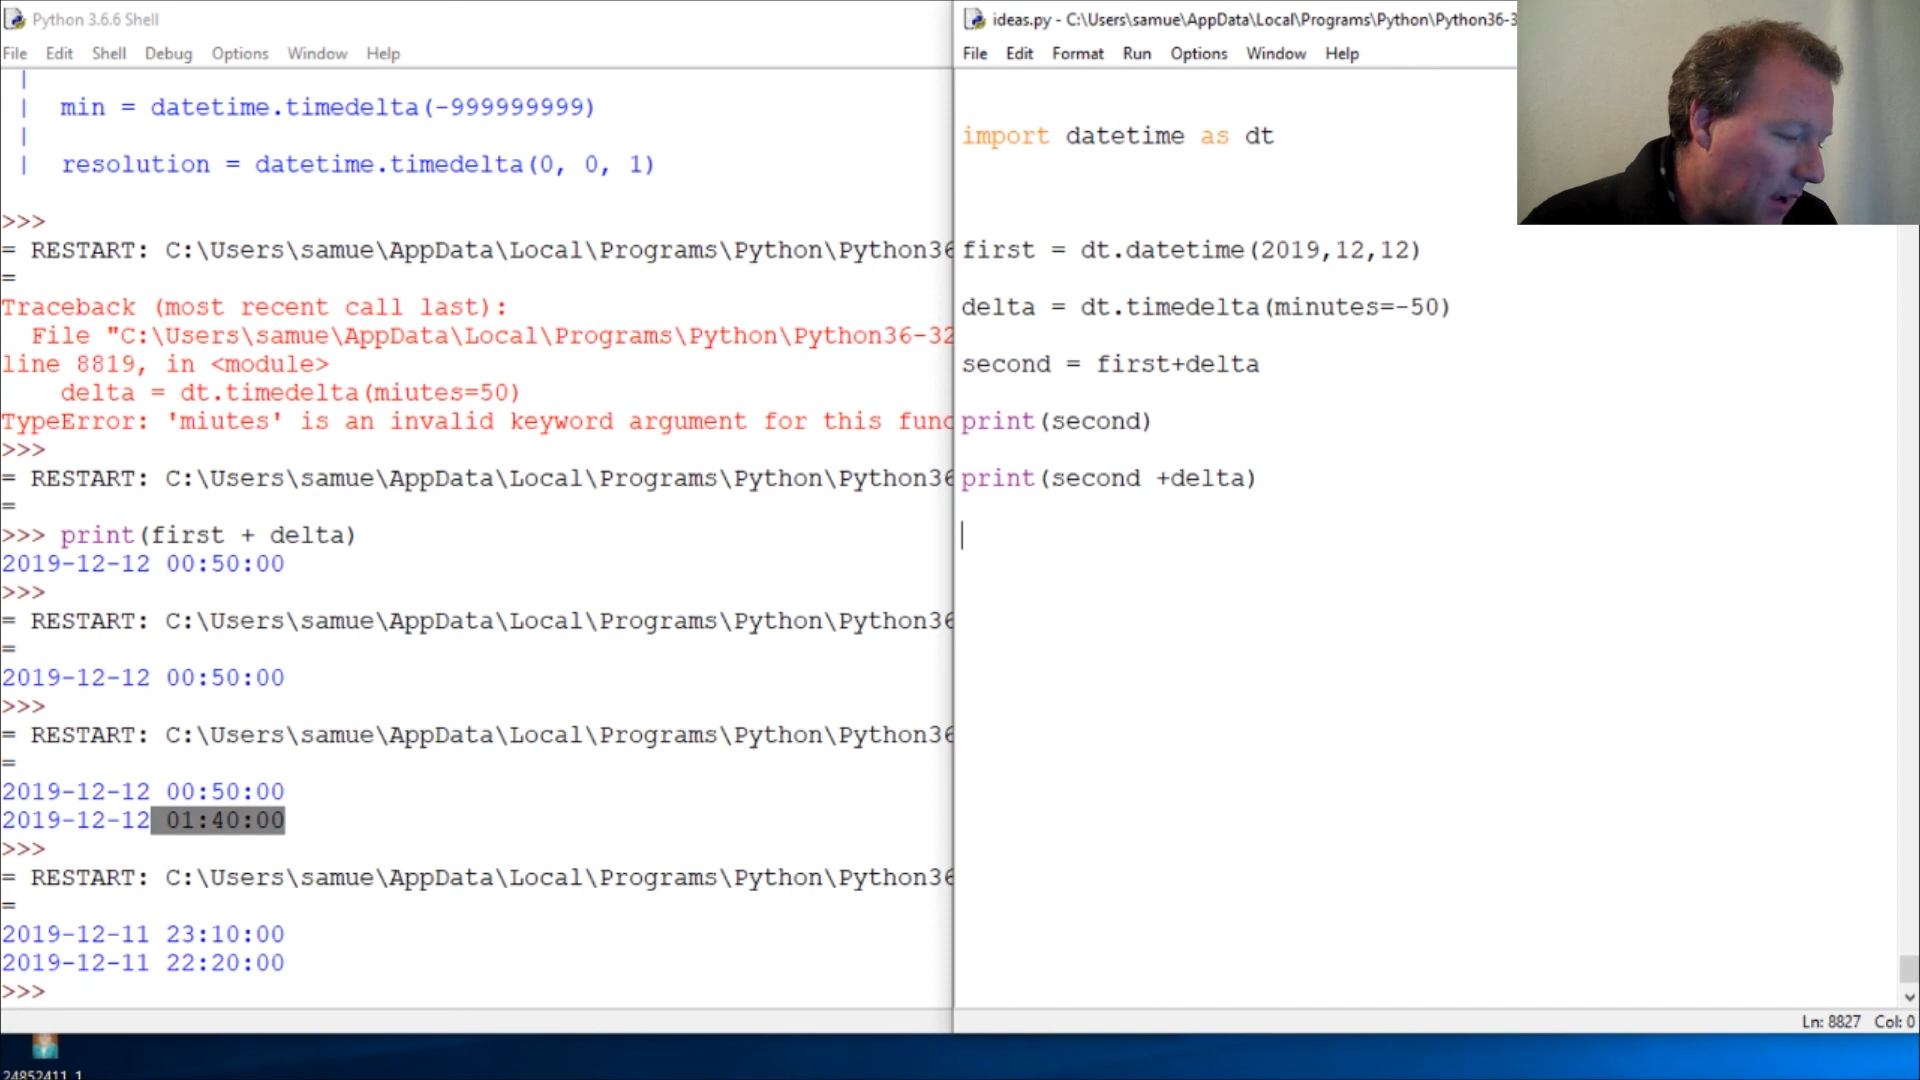 Python 3.6.6 Shell
File Edit Shell Debug Options Window Help
|
| min = datetime.timedelta(-999999999)
|
| resolution = datetime.timedelta(0, 0, 1)
>>>
= RESTART: C:\Users\samue\AppData\Local\Programs\Python\Python36
=
Traceback (most recent call last):
File "C:\Users\samue\AppData\Local\Programs\Python\Python36-32
line 8819, in <module>
delta = dt.timedelta(miutes=50)
TypeError: 'miutes' is an invalid keyword argument for this func
>>>
= RESTART: C:\Users\samue\AppData\Local\Programs\Python\Python36
=
>>> print(first + delta)
2019-12-12 00:50:00
>>>
= RESTART: C:\Users\samue\AppData\Local\Programs\Python\Python36
=
2019-12-12 00:50:00
>>>
= RESTART: C:\Users\samue\AppData\Local\Programs\Python\Python36
=
2019-12-12 00:50:00
2019-12-12 01:40:00
>>>
= RESTART: C:\Users\samue\AppData\Local\Programs\Python\Python36
=
2019-12-11 23:10:00
2019-12-11 22:20:00
>>>
ideas.py - C:\Users\samue\AppData\Local\Programs\Python\Python36-3
File Edit Format Run Options Window Help
import datetime as dt
first = dt.datetime(2019,12,12)
delta = dt.timedelta(minutes=-50)
second = first+delta
print(second)
print(second +delta)
Ln: 8827 Col: 0
24852411_1